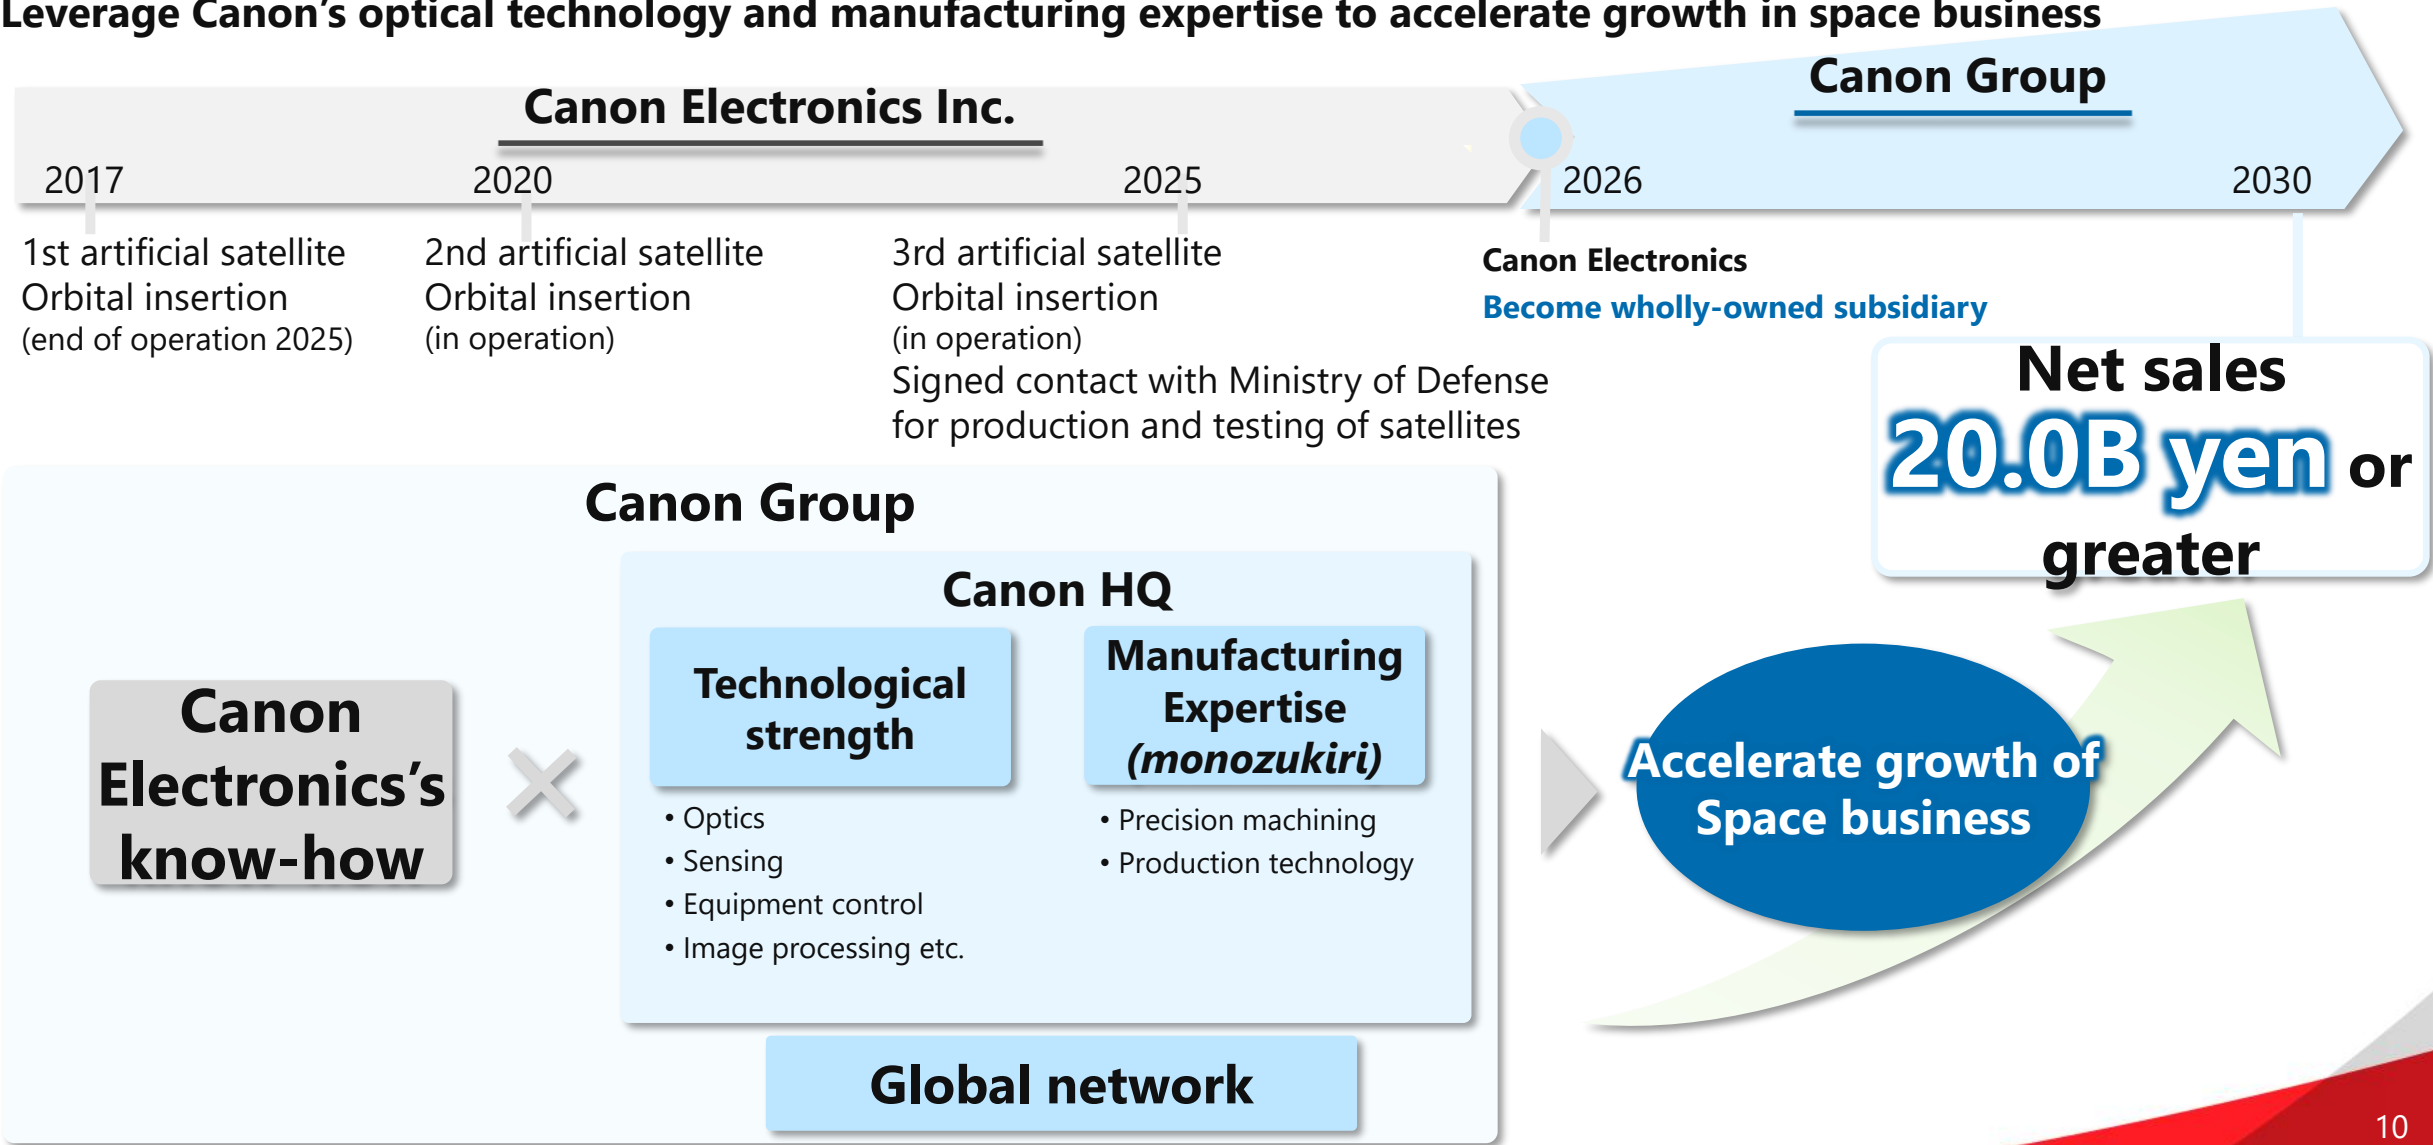 Leverage Canon's optical technology and manufacturing expertise to accelerate growth in space business
Canon Electronics Inc.
Canon Group
2017
2020
2025
2026
2030
1st artificial satellite
Orbital insertion
(end of operation 2025)
2nd artificial satellite
Orbital insertion
(in operation)
3rd artificial satellite
Orbital insertion
(in operation)
Signed contact with Ministry of Defense
for production and testing of satellites
Canon Electronics
Become wholly-owned subsidiary
Net sales
20.0B yen or
greater
Canon Group
Canon Electronics's
know-how
Canon HQ
Technological
strength
• Optics
• Sensing
• Equipment control
• Image processing etc.
Manufacturing
Expertise
(monozukiri)
• Precision machining
• Production technology
Global network
Accelerate growth of
Space business
10